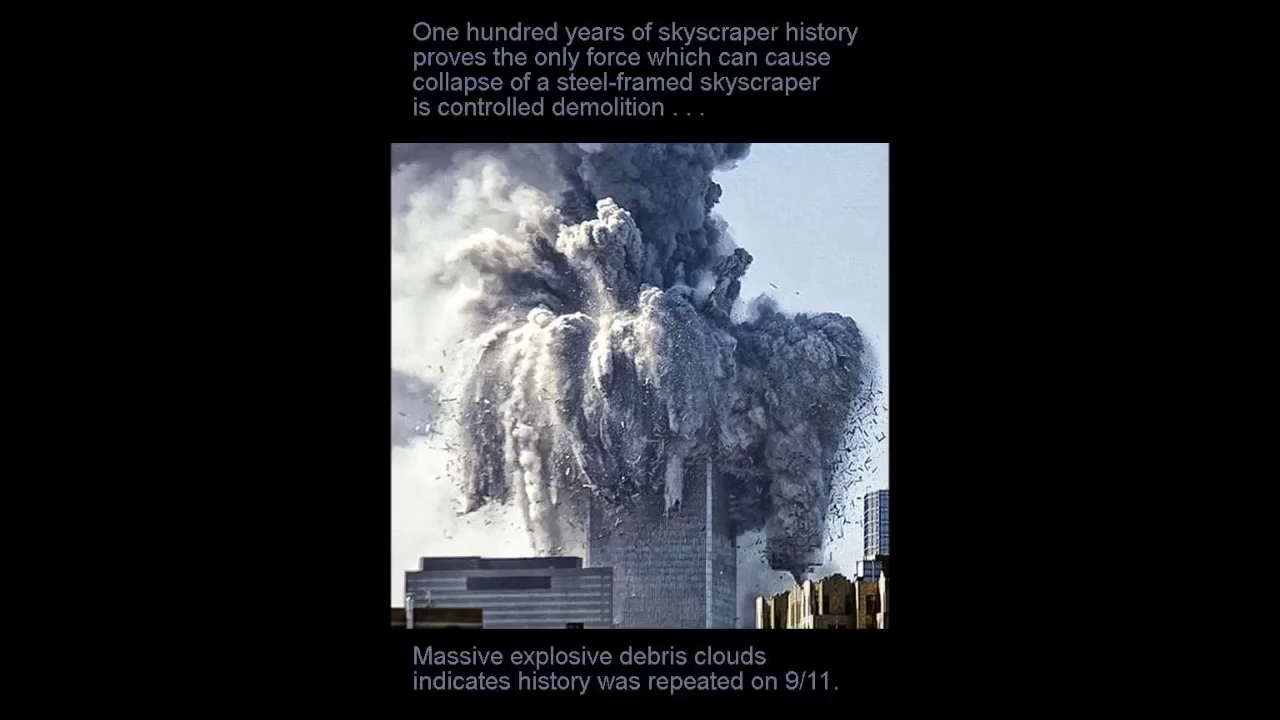 One hundred years of skyscraper history
proves the only force which can cause
collapse of a steel-framed skyscraper
is controlled demolition . . .
Massive explosive debris clouds
indicates history was repeated on 9/11.